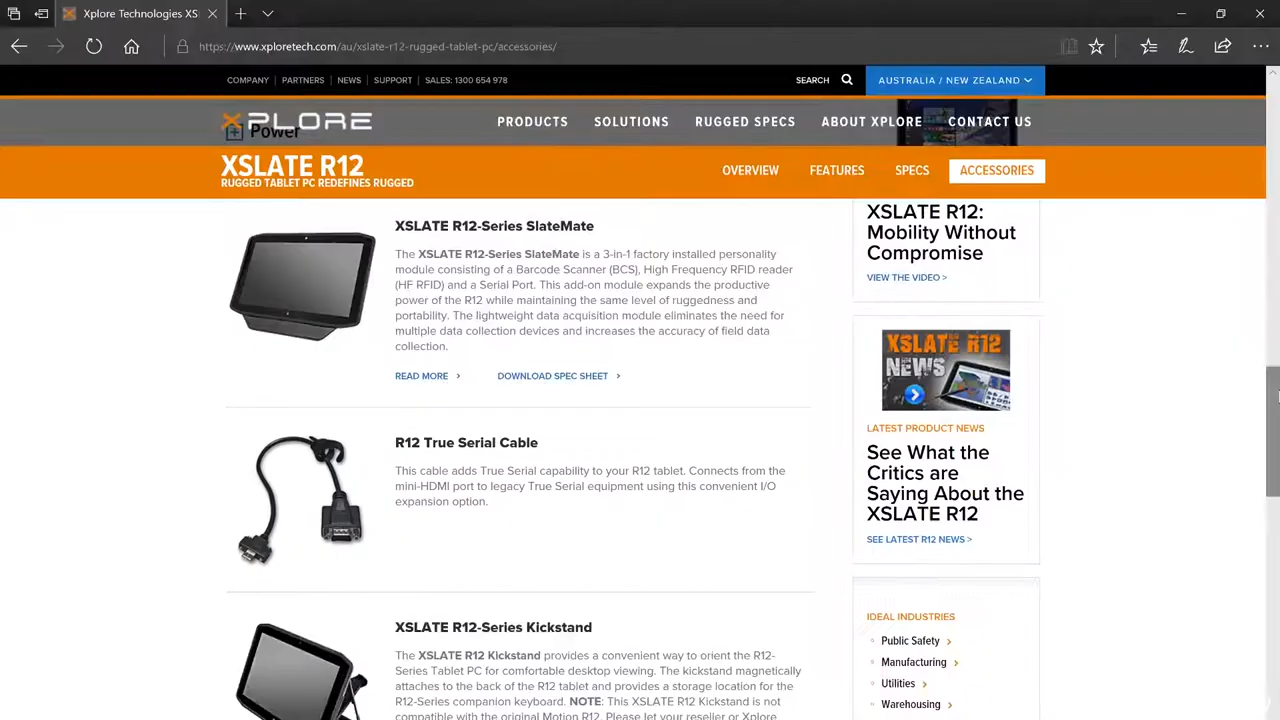 Xplore Technologies XS
https://www.xploretech.com/au/xslate-r12-rugged-tablet-pc/accessories/
COMPANY | PARTNERS | NEWS | SUPPORT | SALES: 1300 654 978
SEARCH
AUSTRALIA / NEW ZEALAND
XPLORE
Power
PRODUCTS SOLUTIONS RUGGED SPECS ABOUT XPLORE CONTACT US
XSLATE R12
RUGGED TABLET PC REDEFINES RUGGED
OVERVIEW FEATURES SPECS ACCESSORIES
XSLATE R12-Series SlateMate
The XSLATE R12-Series SlateMate is a 3-in-1 factory installed personality
module consisting of a Barcode Scanner (BCS), High Frequency RFID reader
(HF RFID) and a Serial Port. This add-on module expands the productive
power of the R12 while maintaining the same level of ruggedness and
portability. The lightweight data acquisition module eliminates the need for
multiple data collection devices and increases the accuracy of field data
collection.
READ MORE > DOWNLOAD SPEC SHEET >
R12 True Serial Cable
This cable adds True Serial capability to your R12 tablet. Connects from the
mini-HDMI port to legacy True Serial equipment using this convenient I/O
expansion option.
XSLATE R12-Series Kickstand
The XSLATE R12 Kickstand provides a convenient way to orient the R12-
Series Tablet PC for comfortable desktop viewing. The kickstand magnetically
attaches to the back of the R12 tablet and provides a storage location for the
R12-Series companion keyboard. NOTE: This XSLATE R12 Kickstand is not
compatible with the original Motion R12. Please let your reseller or Xplore
XSLATE R12:
Mobility Without
Compromise
VIEW THE VIDEO >
XSLATE R12
NEWS
LATEST PRODUCT NEWS
See What the
Critics are
Saying About the
XSLATE R12
SEE LATEST R12 NEWS >
IDEAL INDUSTRIES
Public Safety >
Manufacturing >
Utilities >
Warehousing >